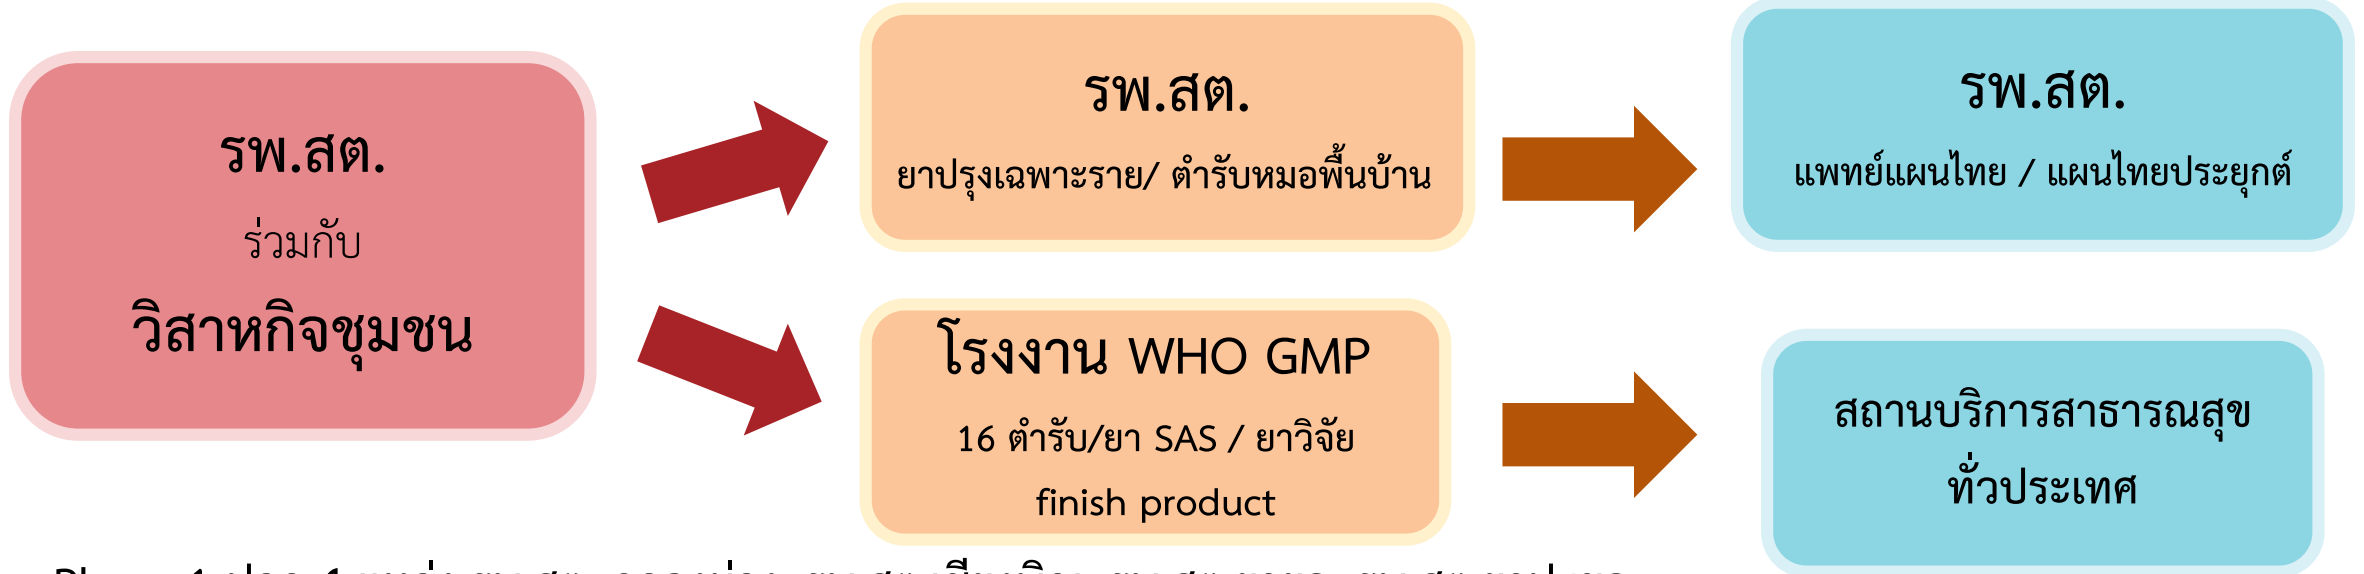 รพ.สต.
ร่วมกับ
วิสาหกิจชุมชน
รพ.สต.
ยาปรุงเฉพาะราย/ ตำรับหมอพื้นบ้าน
รพ.สต.
แพทย์แผนไทย / แผนไทยประยุกต์
โรงงาน WHO GMP
16 ตำรับ/ยา SAS / ยาวิจัย
finish product
สถานบริการสาธารณสุข
ทั่วประเทศ